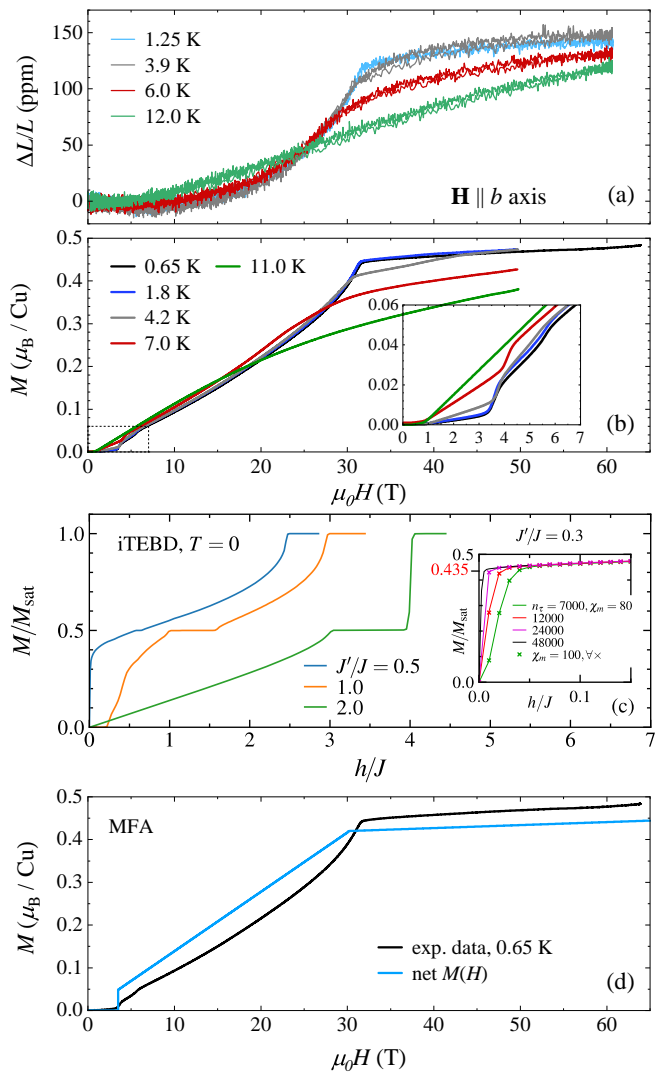 150
100
50
0
ΔL/L (ppm)
1.25 K
3.9 K
6.0 K
12.0 K
H || b axis
(a)
0.5
0.4
0.3
0.2
0.1
0.0
M (μB / Cu)
0.65 K
11.0 K
1.8 K
4.2 K
7.0 K
0.06
0.04
0.02
0.00
0 1 2 3 4 5 6 7
(b)
0 10 20 30 40 50 60
μ0H (T)
1.0
0.5
0.0
M/Msat
iTEBD, T = 0
J′/J = 0.5
1.0
2.0
J′/J = 0.3
0.5
0.435
0.0
M/Msat
nτ = 7000, χm = 80
12000
24000
48000
χm = 100, ∀×
0.0 0.1
h/J
(c)
0 1 2 3 4 5 6 7
h/J
0.5
0.4
0.3
0.2
0.1
0.0
M (μB / Cu)
MFA
exp. data, 0.65 K
net M(H)
(d)
0 10 20 30 40 50 60
μ0H (T)